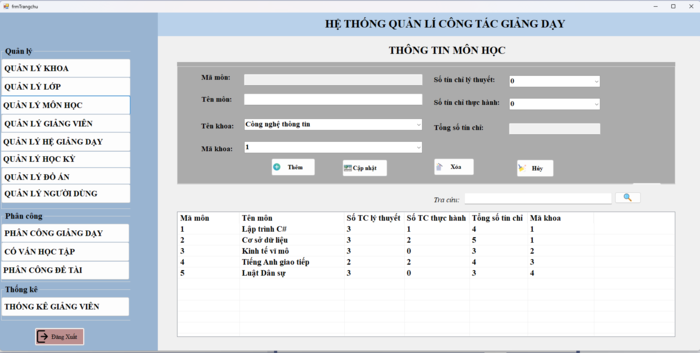 frmTrangchu
HỆ THỐNG QUẢN LÍ CÔNG TÁC GIẢNG DẠY
Quản lý
QUẢN LÝ KHOA
QUẢN LÝ LỚP
QUẢN LÝ MÔN HỌC
QUẢN LÝ GIẢNG VIÊN
QUẢN LÝ HỆ GIẢNG DẠY
QUẢN LÝ HỌC KỲ
QUẢN LÝ ĐỒ ÁN
QUẢN LÝ NGƯỜI DÙNG
Phân công
PHÂN CÔNG GIẢNG DẠY
CỐ VẤN HỌC TẬP
PHÂN CÔNG ĐỀ TÀI
Thống kê
THỐNG KÊ GIẢNG VIÊN
Đăng Xuất
THÔNG TIN MÔN HỌC
Mã môn:
Số tín chỉ lý thuyết: 0
Tên môn:
Số tín chỉ thực hành: 0
Tên khoa: Công nghệ thông tin
Tổng số tín chỉ:
Mã khoa: 1
Thêm Cập nhật Xóa Hủy
Tra cứu:
Mã môn Tên môn Số TC lý thuyết Số TC thực hành Tổng số tín chỉ Mã khoa
1 Lập trình C# 3 1 4 1
2 Cơ sở dữ liệu 3 2 5 1
3 Kinh tế vi mô 3 0 3 2
4 Tiếng Anh giao tiếp 2 2 4 3
5 Luật Dân sự 3 0 3 4